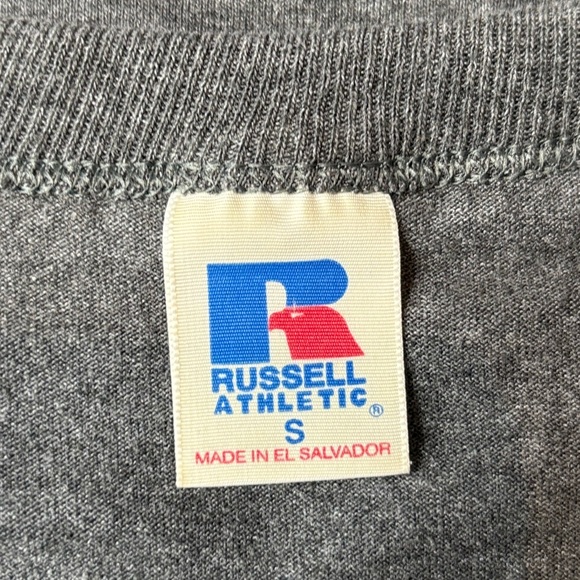 RUSSELL
ATHLETIC®
S
MADE IN EL SALVADOR